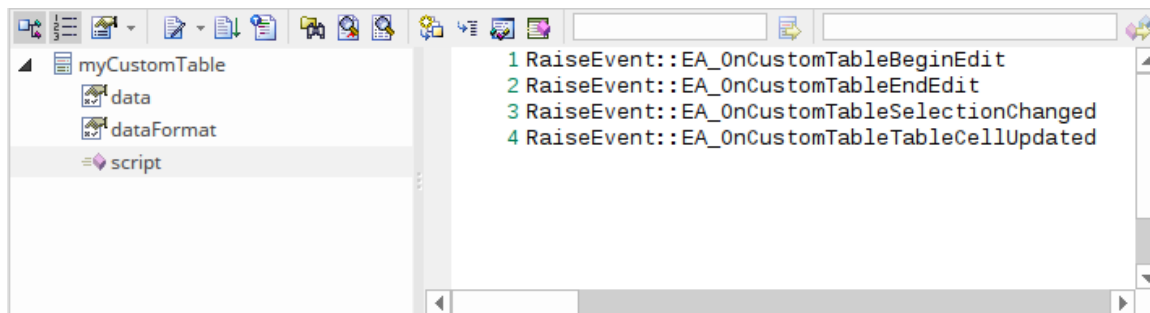 myCustomTable
data
dataFormat
script
1 RaiseEvent::EA_OnCustomTableBeginEdit
2 RaiseEvent::EA_OnCustomTableEndEdit
3 RaiseEvent::EA_OnCustomTableSelectionChanged
4 RaiseEvent::EA_OnCustomTableTableCellUpdated